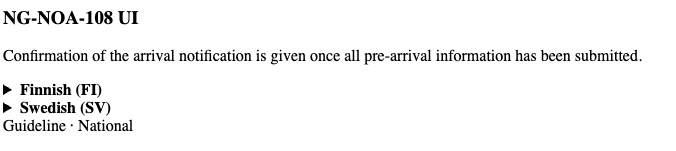 NG-NOA-108 UI
Confirmation of the arrival notification is given once all pre-arrival information has been submitted.
▶ Finnish (FI)
▶ Swedish (SV)
Guideline · National